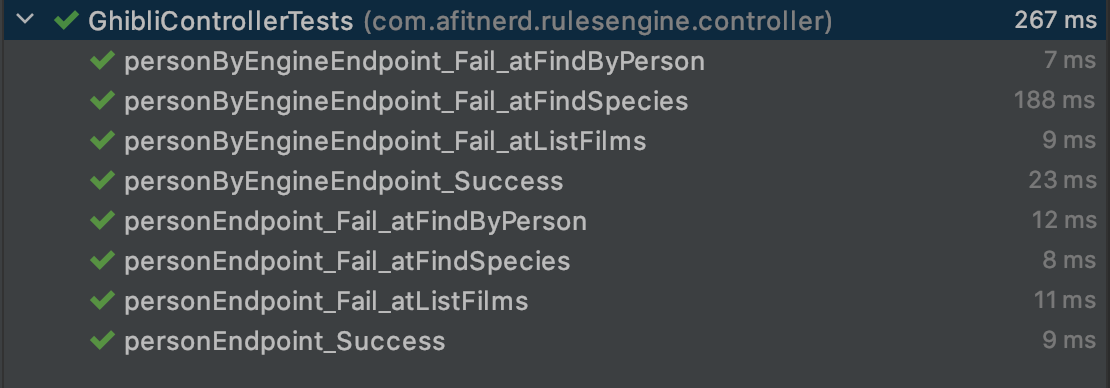 GhibliControllerTests (com.afitnerd.rulesengine.controller) 267 ms
personByEngineEndpoint_Fail_atFindByPerson 7 ms
personByEngineEndpoint_Fail_atFindSpecies 188 ms
personByEngineEndpoint_Fail_atListFilms 9 ms
personByEngineEndpoint_Success 23 ms
personEndpoint_Fail_atFindByPerson 12 ms
personEndpoint_Fail_atFindSpecies 8 ms
personEndpoint_Fail_atListFilms 11 ms
personEndpoint_Success 9 ms